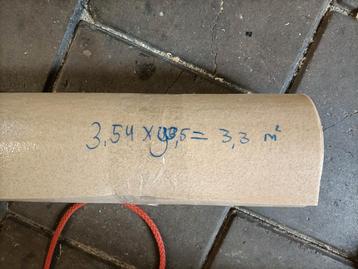 3,54 x = 3,3 m²